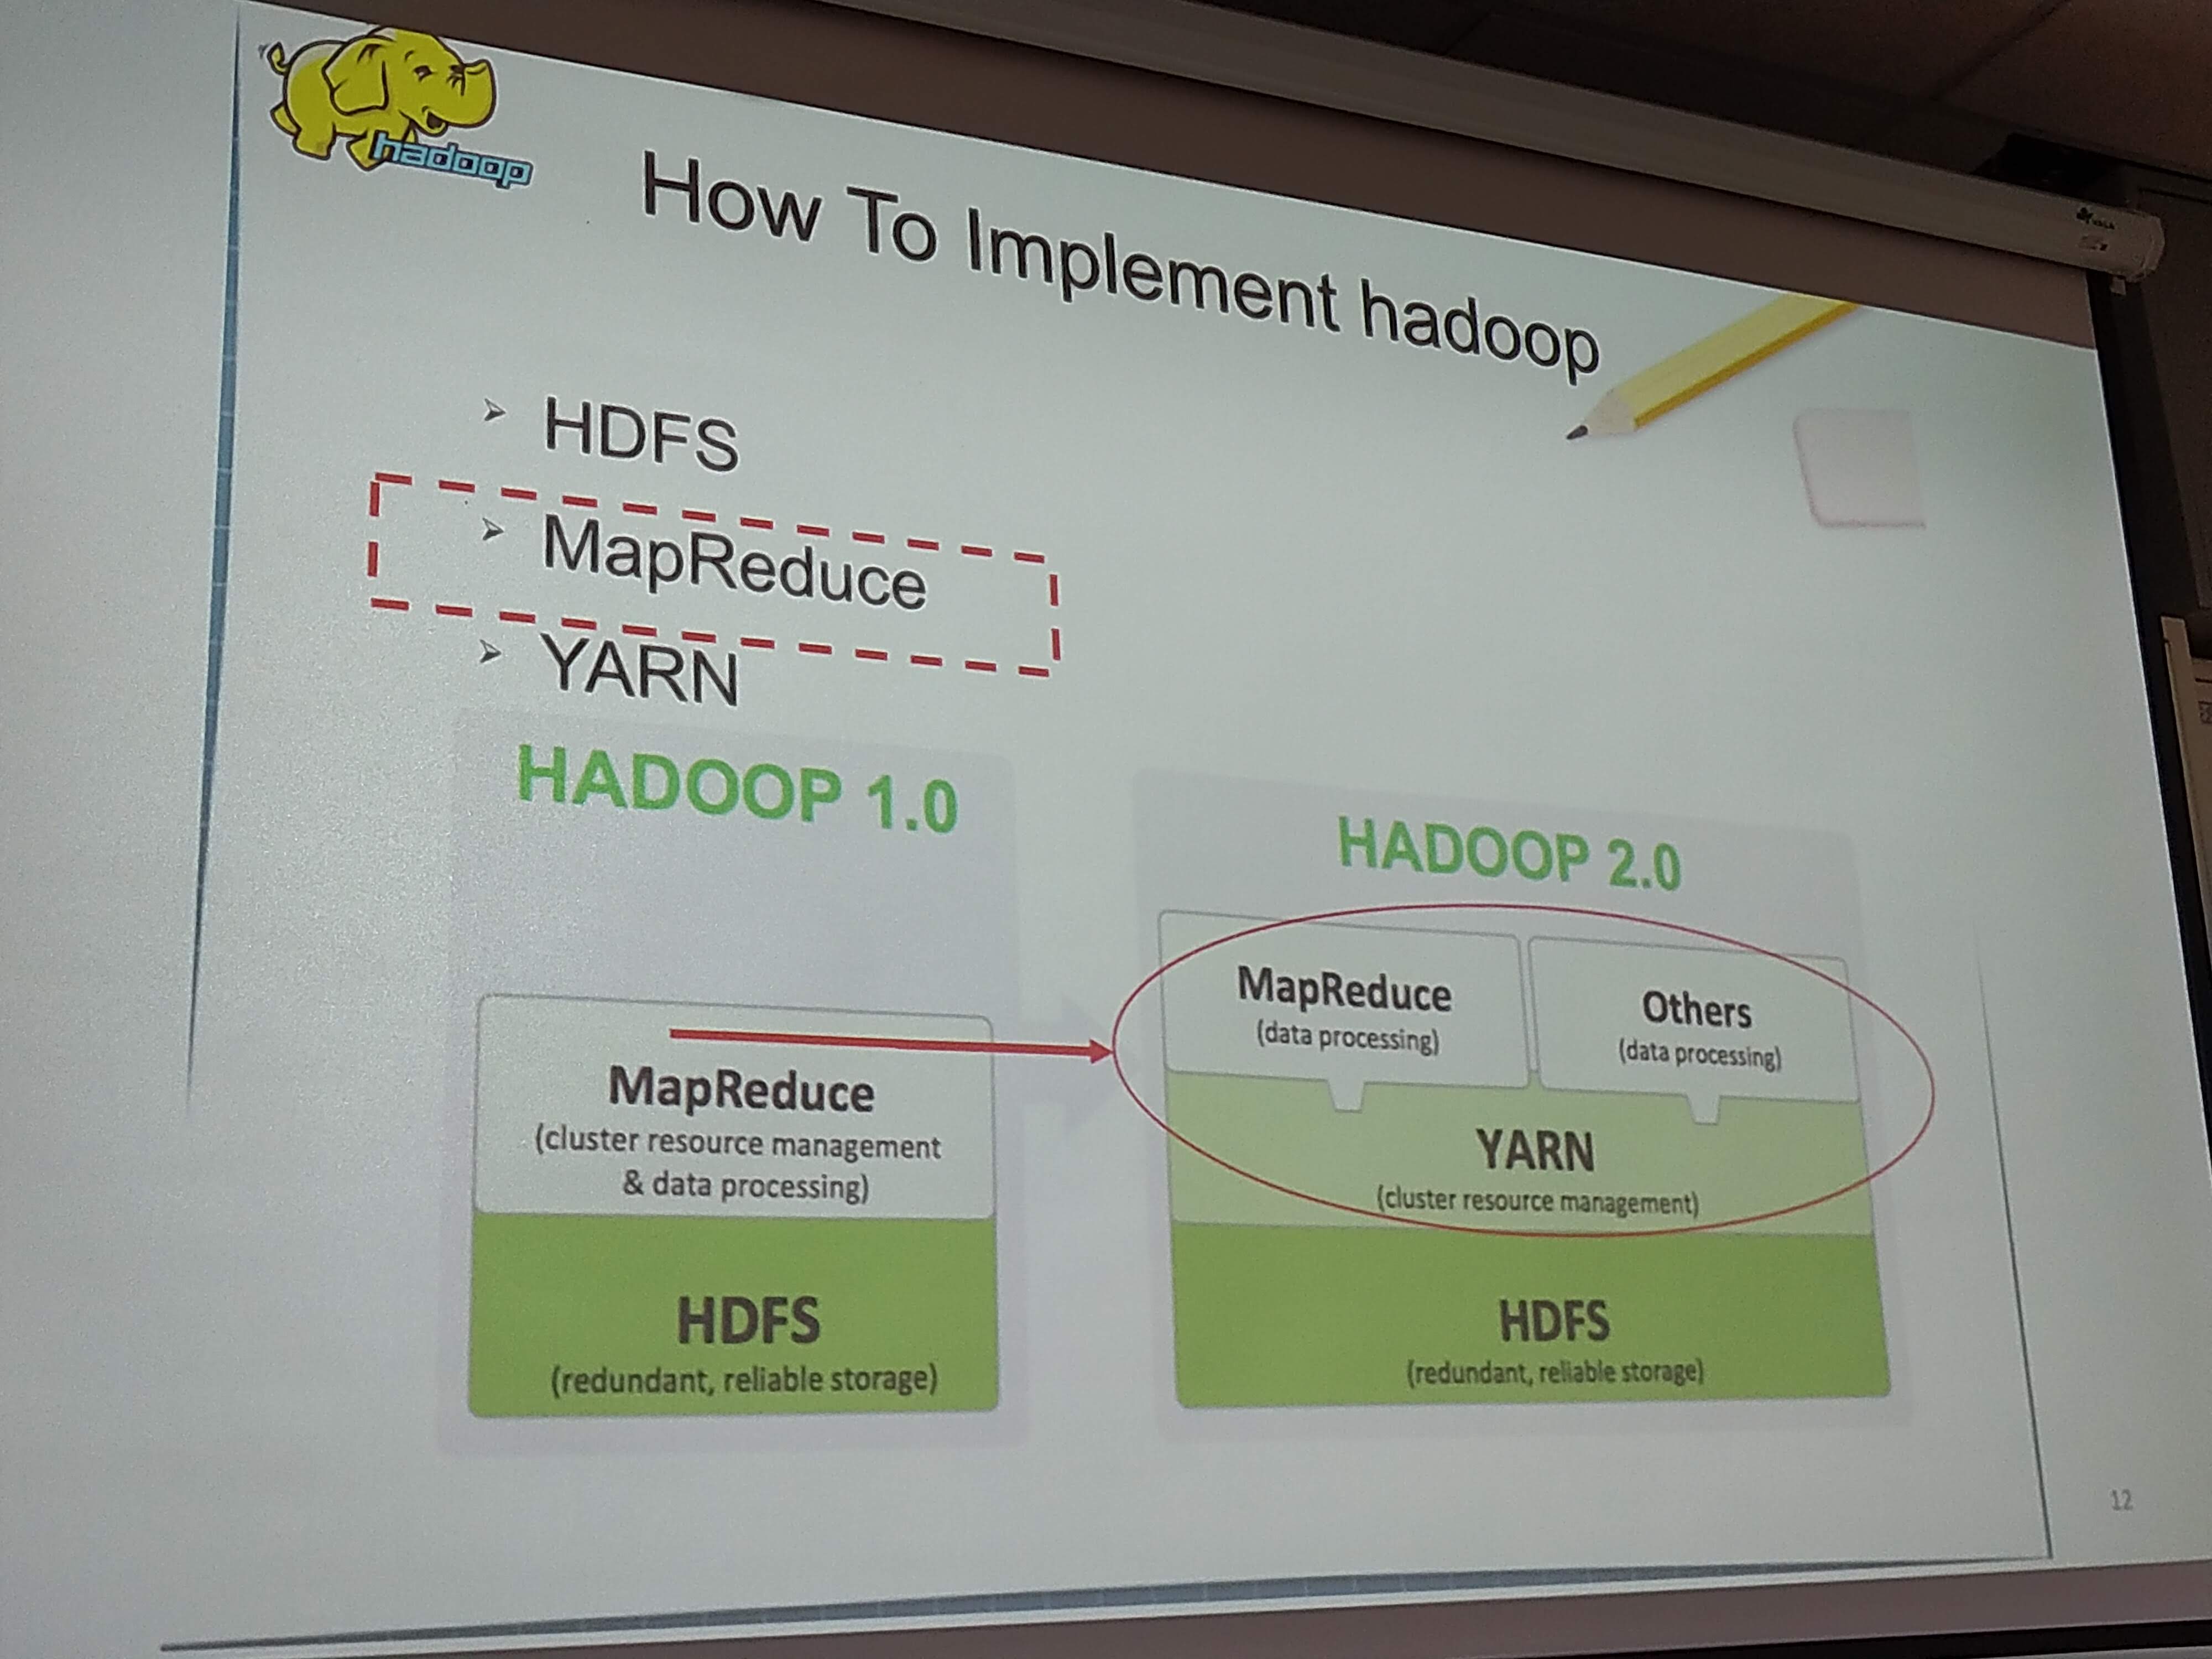 hadoop
How To Implement hadoop
HDFS
MapReduce
YARN
HADOOP 1.0
MapReduce
(cluster resource management
& data processing)
HDFS
(redundant, reliable storage)
HADOOP 2.0
MapReduce
(data processing)
Others
(data processing)
YARN
(cluster resource management)
HDFS
(redundant, reliable storage)
12